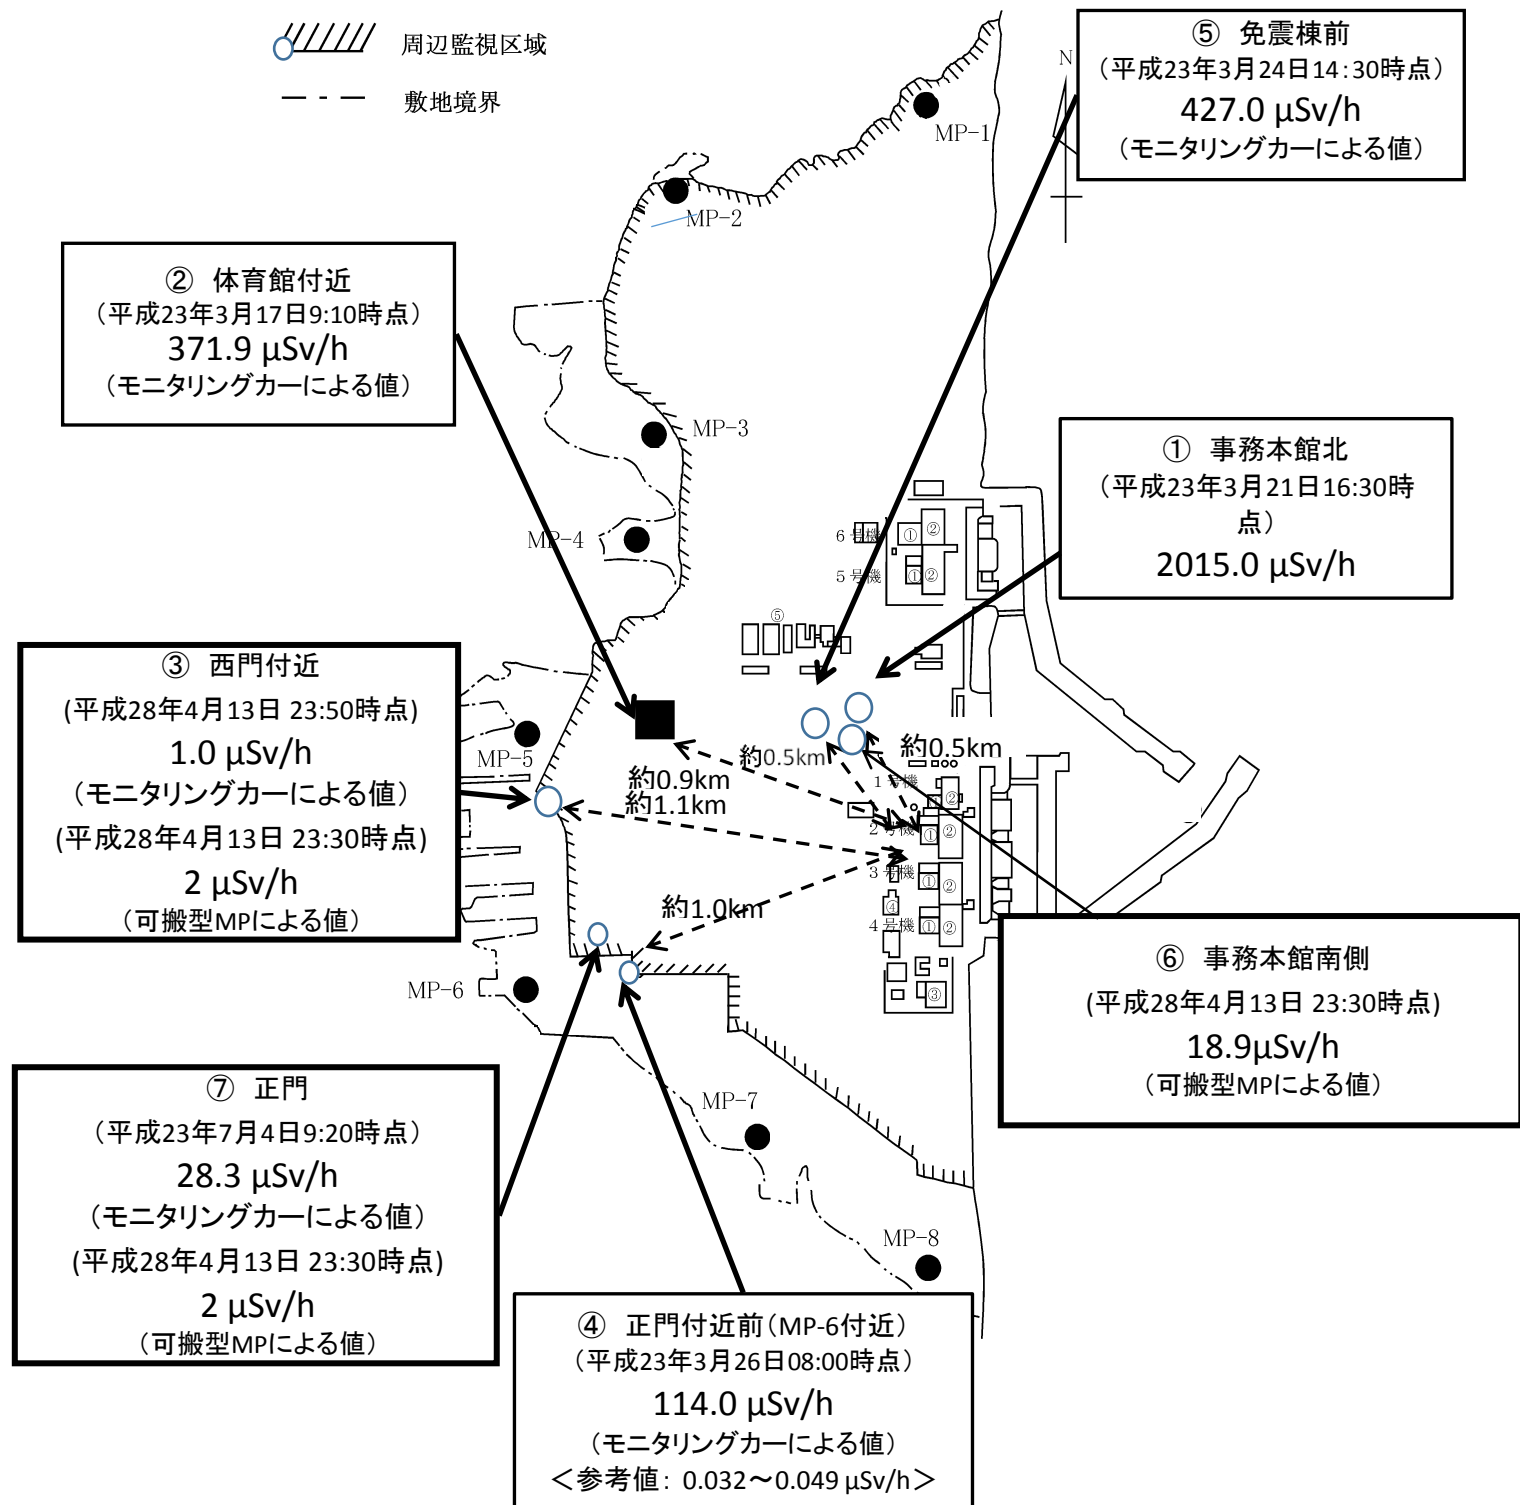 周辺監視区域
敷地境界
N
⑤ 免震棟前
（平成23年3月24日14:30時点）
427.0 μSv/h
（モニタリングカーによる値）
MP-1
MP-2
② 体育館付近
（平成23年3月17日9:10時点）
371.9 μSv/h
（モニタリングカーによる値）
MP-3
① 事務本館北
（平成23年3月21日16:30時
点）
2015.0 μSv/h
MP-4
6号機
①
②
5号機
①
②
⑤
③ 西門付近
(平成28年4月13日 23:50時点)
1.0 μSv/h
（モニタリングカーによる値）
(平成28年4月13日 23:30時点)
2 μSv/h
（可搬型MPによる値）
MP-5
約0.5km
約0.5km
約0.9km
約1.1km
1号機
①
②
2号機
①
②
3号機
①
②
約1.0km
④
4号機
①
②
③
MP-6
⑥ 事務本館南側
(平成28年4月13日 23:30時点)
18.9μSv/h
（可搬型MPによる値）
⑦ 正門
（平成23年7月4日9:20時点）
28.3 μSv/h
（モニタリングカーによる値）
(平成28年4月13日 23:30時点)
2 μSv/h
（可搬型MPによる値）
MP-7
MP-8
④ 正門付近前（MP-6付近）
（平成23年3月26日08:00時点）
114.0 μSv/h
（モニタリングカーによる値）
＜参考値： 0.032～0.049 μSv/h＞